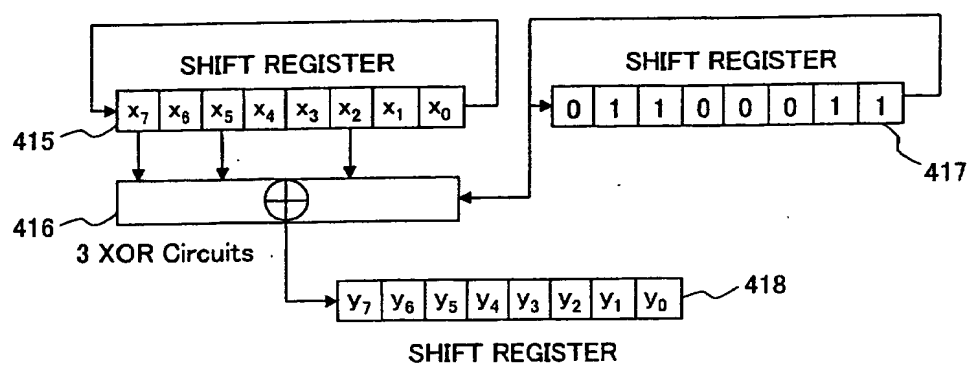 SHIFT REGISTER
SHIFT REGISTER
x₇ x₆ x₅ x₄ x₃ x₂ x₁ x₀
0 1 1 0 0 0 1 1
415
417
416
3 XOR Circuits
y₇ y₆ y₅ y₄ y₃ y₂ y₁ y₀
418
SHIFT REGISTER